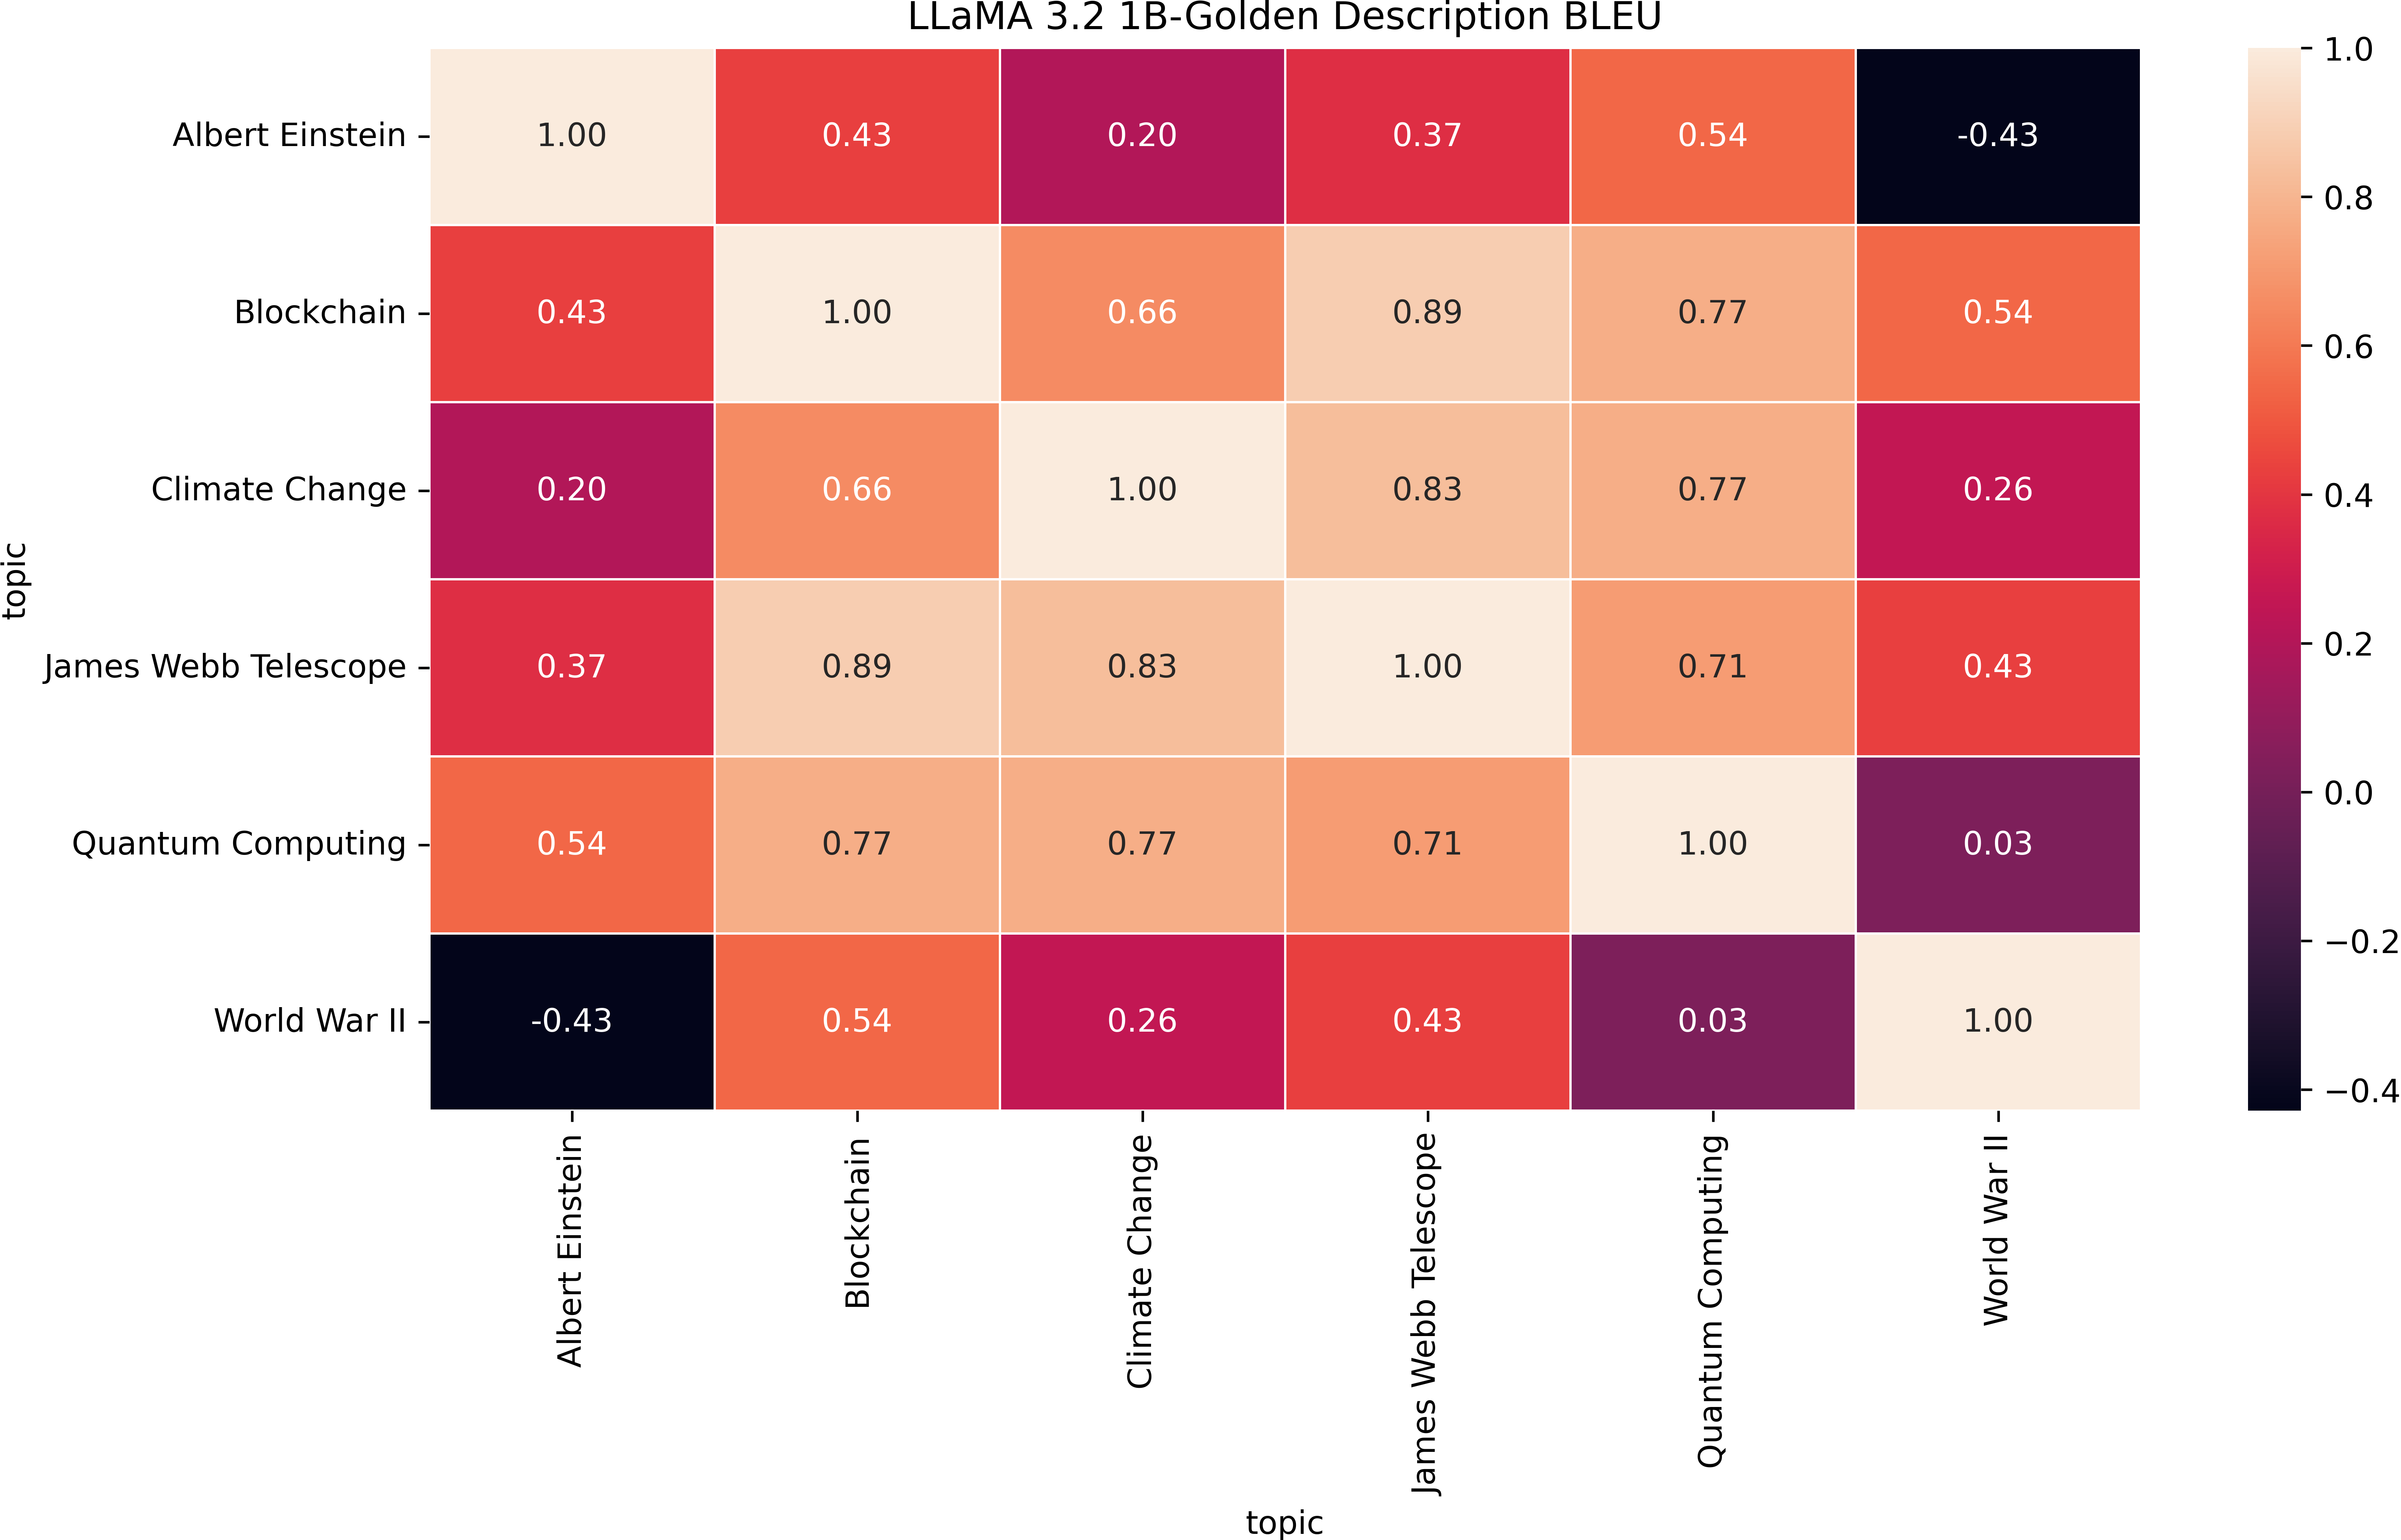 LLaMA 3.2 1B-Golden Description BLEU
topic
Albert Einstein 1.00 0.43 0.20 0.37 0.54 -0.43
Blockchain 0.43 1.00 0.66 0.89 0.77 0.54
Climate Change 0.20 0.66 1.00 0.83 0.77 0.26
James Webb Telescope 0.37 0.89 0.83 1.00 0.71 0.43
Quantum Computing 0.54 0.77 0.77 0.71 1.00 0.03
World War II -0.43 0.54 0.26 0.43 0.03 1.00
Albert Einstein
Blockchain
Climate Change
James Webb Telescope
Quantum Computing
World War II
topic
1.0
0.8
0.6
0.4
0.2
0.0
−0.2
−0.4